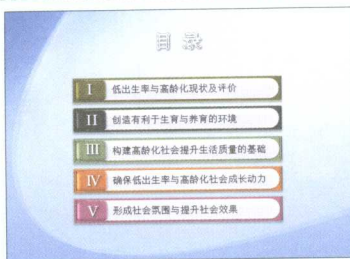 目录
I 低出生率与高龄化现状及评价
II 创造有利于生育与养育的环境
III 构建高龄化社会提升生活质量的基础
IV 确保低出生率与高龄化社会成长动力
V 形成社会氛围与提升社会效果